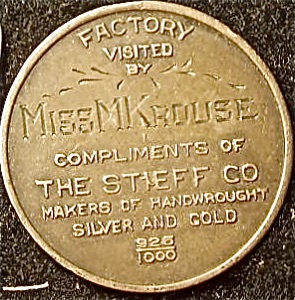 FACTORY
VISITED
BY
MISS M KROUSE
COMPLIMENTS OF
THE STIEFF CO
MAKERS OF HANDWROUGHT
SILVER AND GOLD
925
1000